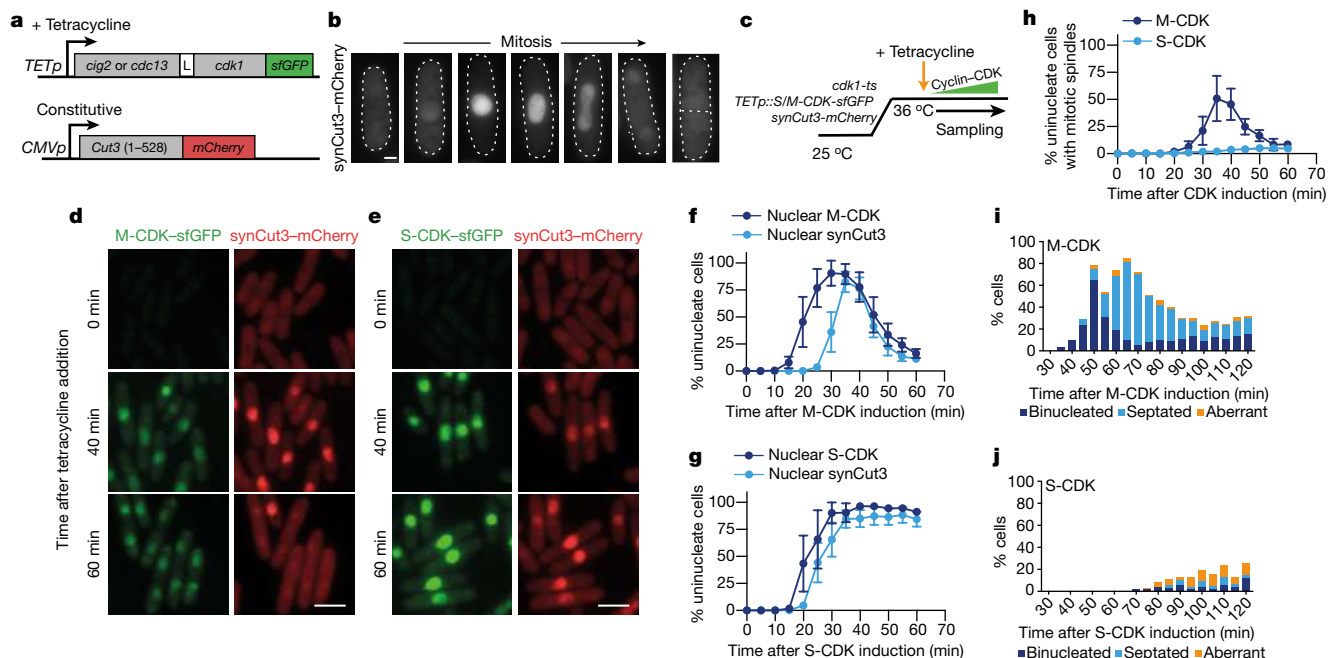 a
+ Tetracycline
TETp
cig2 or cdc13
L
cdk1
sfGFP
Constitutive
CMVp
Cut3 (1–528)
mCherry
b
Mitosis
synCut3–mCherry
c
+ Tetracycline
cdk1-ts
TETp::S/M-CDK-sfGFP
synCut3-mCherry
Cyclin–CDK
36 ºC
Sampling
25 ºC
d
M-CDK–sfGFP
synCut3–mCherry
Time after tetracycline addition
0 min
40 min
60 min
e
S-CDK–sfGFP
synCut3–mCherry
0 min
40 min
60 min
f
Nuclear M-CDK
Nuclear synCut3
% uninucleate cells
100
75
50
25
0
0 10 20 30 40 50 60 70
Time after M-CDK induction (min)
g
Nuclear S-CDK
Nuclear synCut3
% uninucleate cells
100
75
50
25
0
0 10 20 30 40 50 60 70
Time after S-CDK induction (min)
h
M-CDK
S-CDK
% uninucleate cells
with mitotic spindles
100
75
50
25
0
0 10 20 30 40 50 60 70
Time after CDK induction (min)
i
M-CDK
% cells
100
80
60
40
20
0
30 40 50 60 70 80 90 100 110 120
Time after M-CDK induction (min)
Binucleated Septated Aberrant
j
S-CDK
% cells
100
80
60
40
20
0
30 40 50 60 70 80 90 100 110 120
Time after S-CDK induction (min)
Binucleated Septated Aberrant